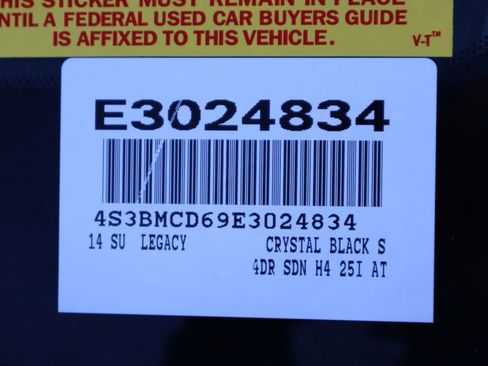 THIS STICKER MUST REMAIN IN PLACE
UNTIL A FEDERAL USED CAR BUYERS GUIDE
IS AFFIXED TO THIS VEHICLE. V-T™
E3024834
4S3BMCD69E3024834
14 SU LEGACY CRYSTAL BLACK S
4DR SDN H4 25I AT